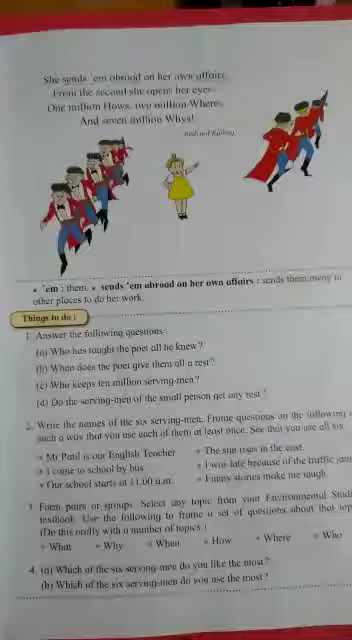 She sends 'em abroad on her own affairs,
From the second she opens her eyes-
One million Hows, two million Wheres,
And seven million Whys!
Rudyard Kipling
• 'em : them. • sends 'em abroad on her own affairs : sends them away to
other places to do her work.
Things to do :
1. Answer the following questions :
(a) Who has taught the poet all he knew?
(b) When does the poet give them all a rest?
(c) Who keeps ten million serving-men?
(d) Do the serving-men of the small person get any rest?
2. Write the names of the six serving-men. Frame questions on the following
such a way that you use each of them at least once. See that you use all six.
• Mr Patil is our English Teacher
• The sun rises in the east.
• I come to school by bus
• I was late because of the traffic jam
• Our school starts at 11.00 a.m.
• Funny stories make me laugh.
3. Form pairs or groups. Select any topic from your Environmental Studi
textbook. Use the following to frame a set of questions about that top
(Do this orally with a number of topics.)
• What • Why • When • How • Where • Who
4. (a) Which of the six serving-men do you like the most?
(b) Which of the six serving-men do you use the most?